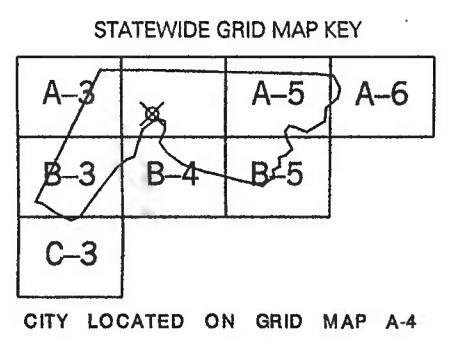 STATEWIDE GRID MAP KEY
A-3 A-5 A-6
B-3 B-4 B-5
C-3
CITY LOCATED ON GRID MAP A-4